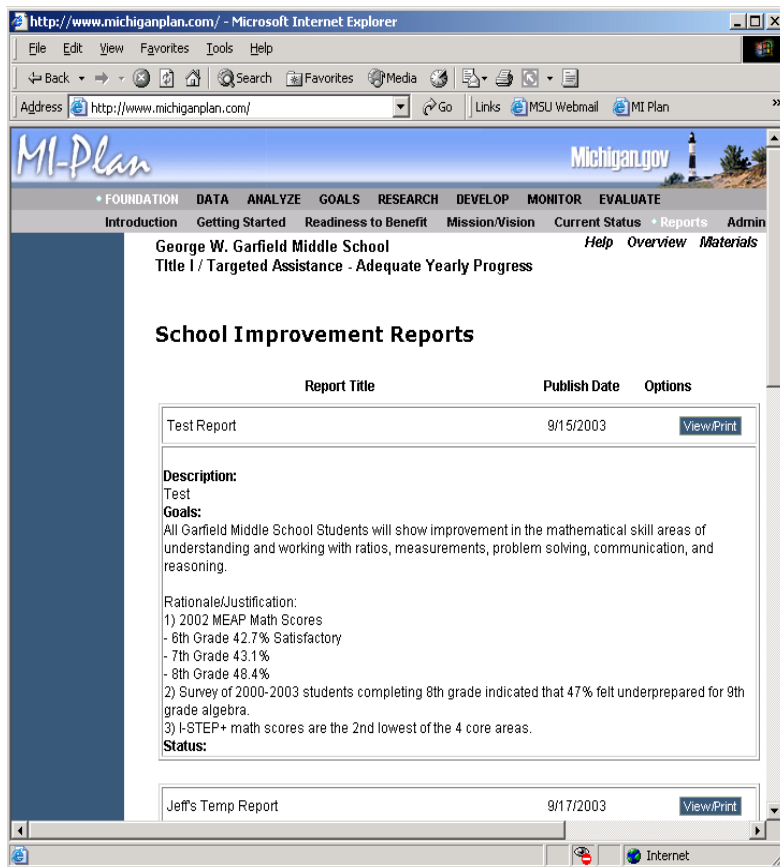 http://www.michiganplan.com/ - Microsoft Internet Explorer
File Edit View Favorites Tools Help
Back Search Favorites Media
Address http://www.michiganplan.com/ Go Links MSU Webmail MI Plan »
MI-Plan Michigan.gov
• FOUNDATION DATA ANALYZE GOALS RESEARCH DEVELOP MONITOR EVALUATE
Introduction Getting Started Readiness to Benefit Mission/Vision Current Status • Reports Admin
George W. Garfield Middle School Help Overview Materials
TItle I / Targeted Assistance - Adequate Yearly Progress
School Improvement Reports
Report Title Publish Date Options
Test Report 9/15/2003 View/Print
Description:
Test
Goals:
All Garfield Middle School Students will show improvement in the mathematical skill areas of
understanding and working with ratios, measurements, problem solving, communication, and
reasoning.
Rationale/Justification:
1) 2002 MEAP Math Scores
- 6th Grade 42.7% Satisfactory
- 7th Grade 43.1%
- 8th Grade 48.4%
2) Survey of 2000-2003 students completing 8th grade indicated that 47% felt underprepared for 9th
grade algebra.
3) I-STEP+ math scores are the 2nd lowest of the 4 core areas.
Status:
Jeff's Temp Report 9/17/2003 View/Print
Internet